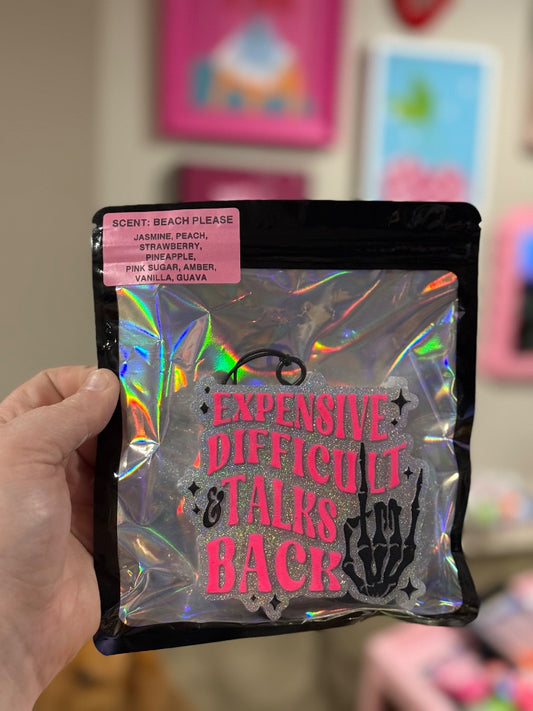 SCENT: BEACH PLEASE
JASMINE, PEACH,
STRAWBERRY,
PINEAPPLE,
PINK SUGAR, AMBER,
VANILLA, GUAVA
EXPENSIVE
DIFFICULT
& TALKS
BACK